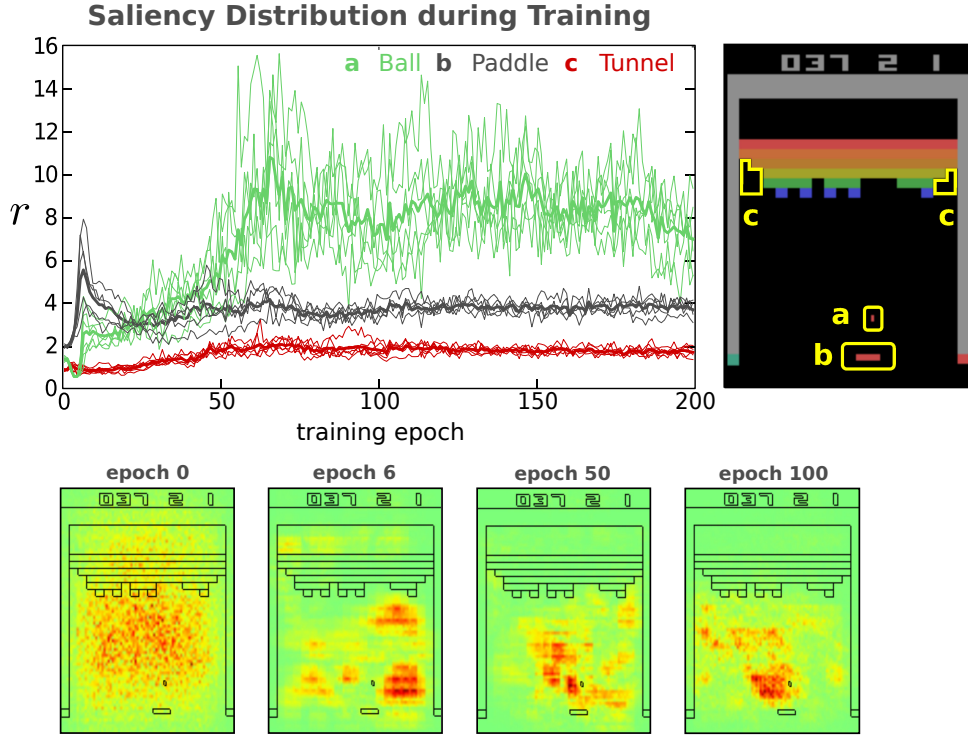 Saliency Distribution during Training
a Ball b Paddle c Tunnel
16
14
12
10
8
6
4
2
0
r
0 50 100 150 200
training epoch
037 2 1
c c
a
b
epoch 0 epoch 6 epoch 50 epoch 100
037 2 1 037 2 1 037 2 1 037 2 1